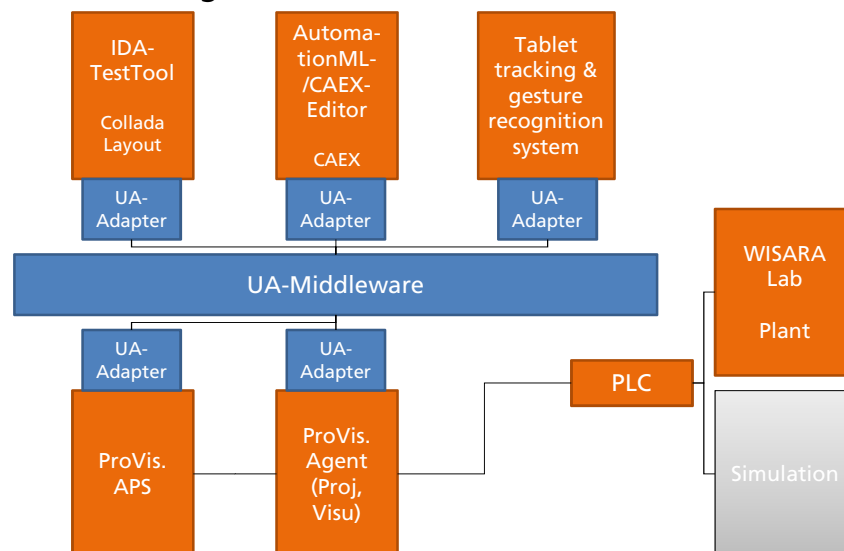 IDA-
TestTool
Collada
Layout
Automa-
tionML-
/CAEX-
Editor
CAEX
Tablet
tracking &
gesture
recognition
system
UA-
Adapter
UA-
Adapter
UA-
Adapter
UA-Middleware
WISARA
Lab
Plant
UA-
Adapter
UA-
Adapter
PLC
ProVis.
APS
ProVis.
Agent
(Proj,
Visu)
Simulation